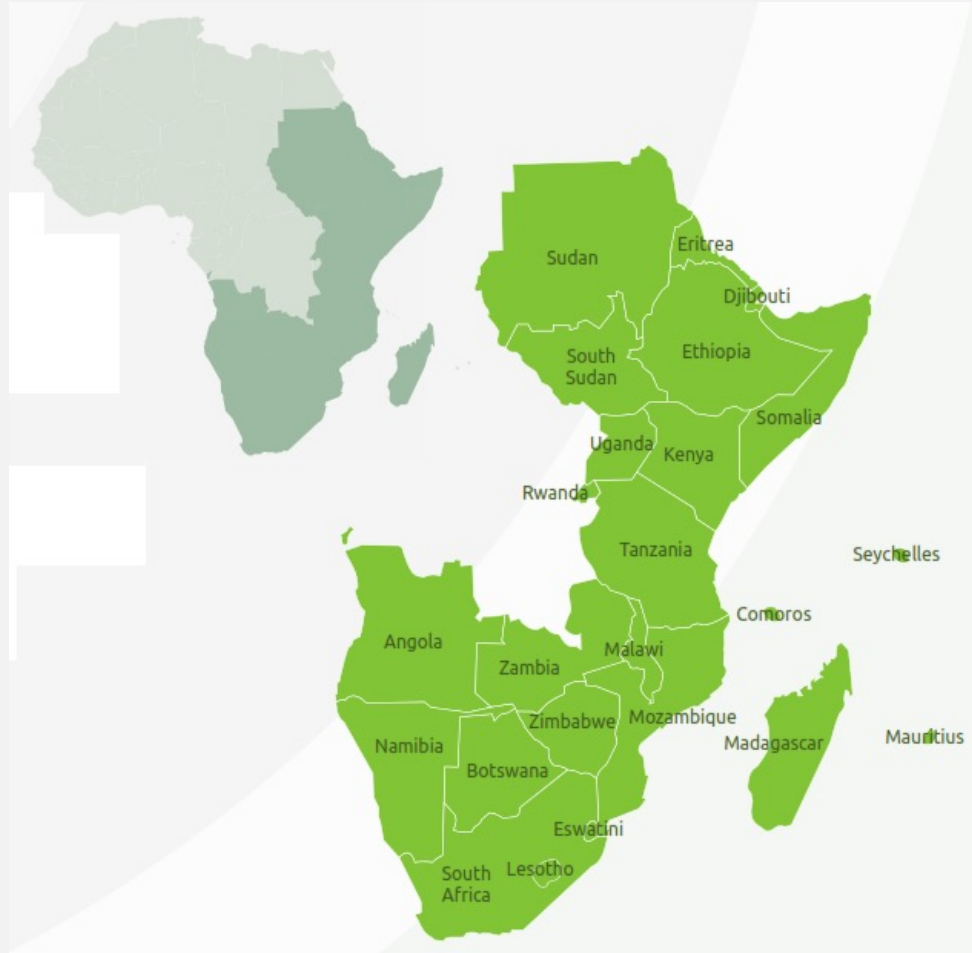 Eritrea
Sudan
Djibouti
Ethiopia
South
Sudan
Somalia
Uganda
Kenya
Rwanda
Tanzania
Seychelles
Comoros
Angola
Malawi
Zambia
Mozambique
Zimbabwe
Mauritius
Madagascar
Namibia
Botswana
Eswatini
Lesotho
South
Africa